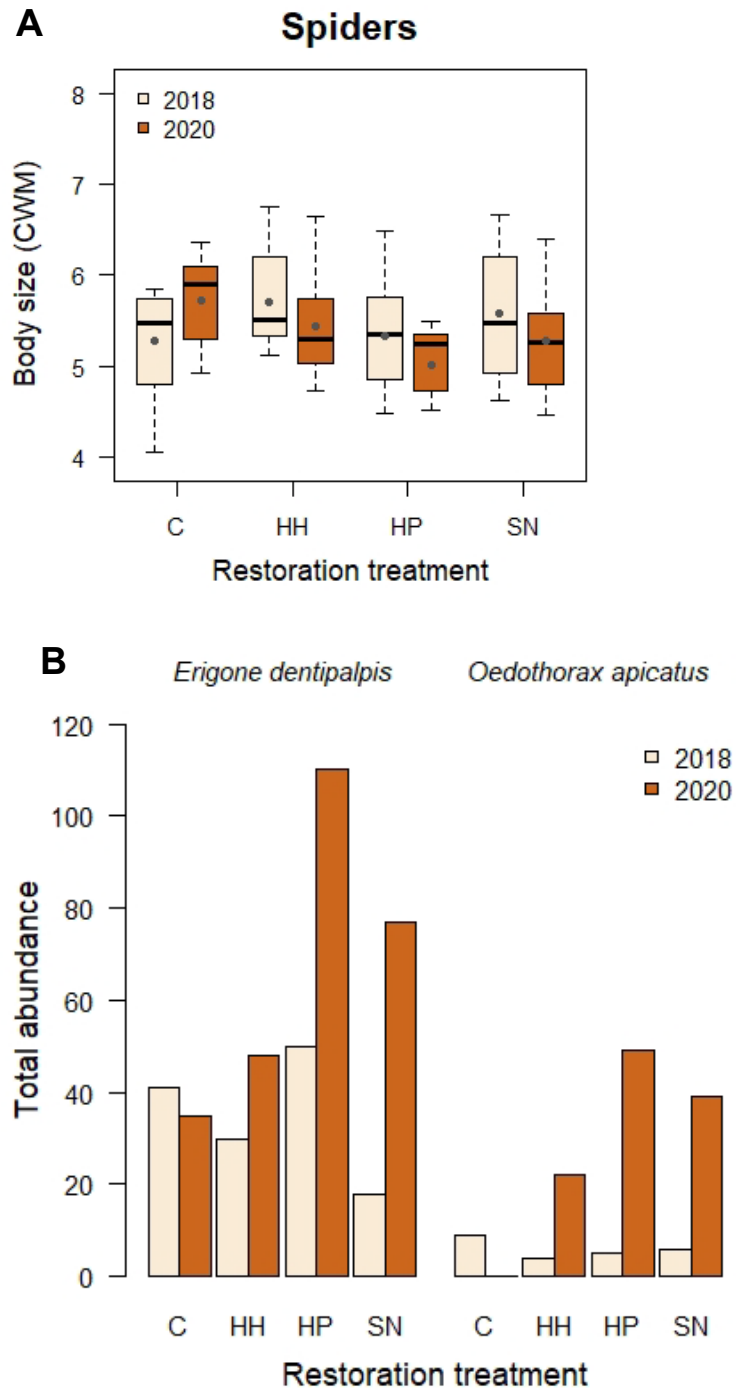 A
Spiders
2018
2020
8
7
6
5
4
Body size (CWM)
C HH HP SN
Restoration treatment
B
Erigone dentipalpis Oedothorax apicatus
2018
2020
120
100
80
60
40
20
0
Total abundance
C HH HP SN C HH HP SN
Restoration treatment